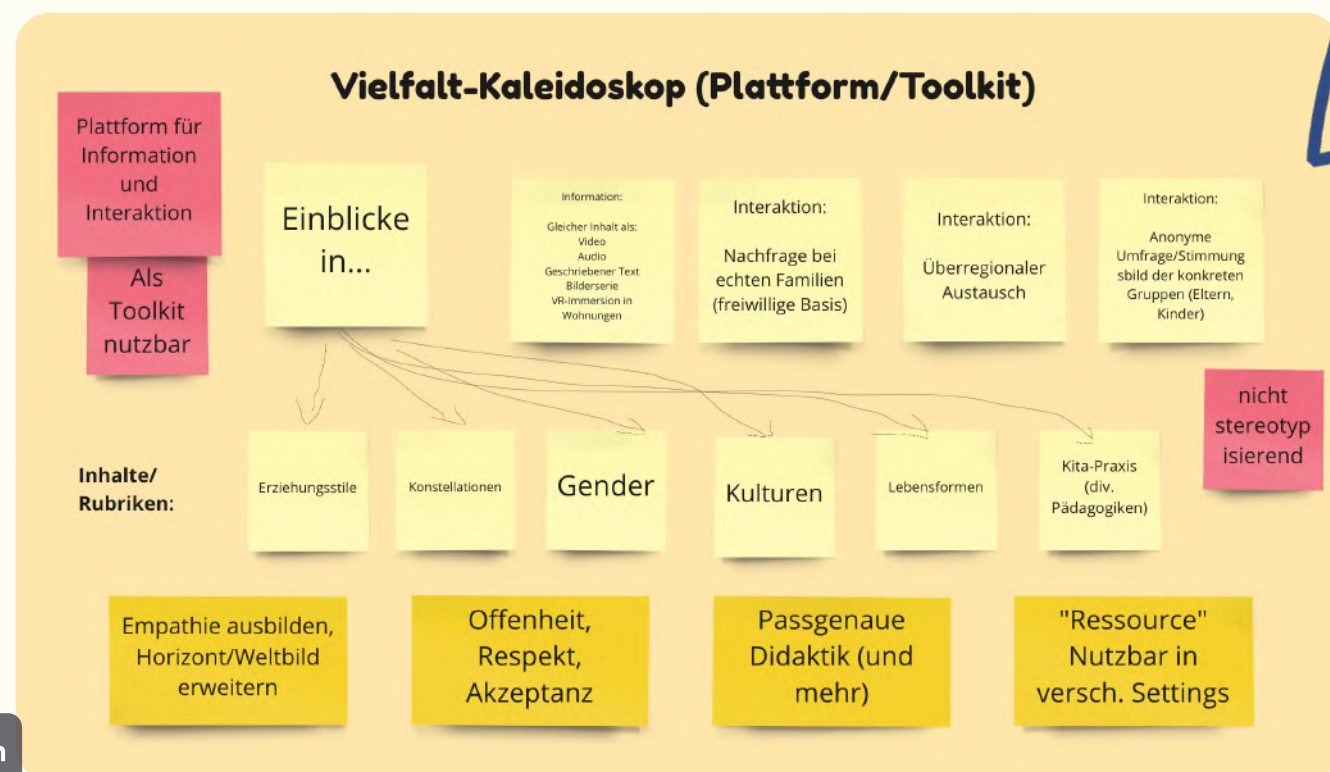 Vielfalt-Kaleidoskop (Plattform/Toolkit)
Plattform für
Information
und
Interaktion
Als
Toolkit
nutzbar
Einblicke
in...
Information:
Gleicher Inhalt als:
Video
Audio
Geschriebener Text
Bilderserie
VR-Immersion in
Wohnungen
Interaktion:
Nachfrage bei
echten Familien
(freiwillige Basis)
Interaktion:
Überregionaler
Austausch
Interaktion:
Anonyme
Umfrage/Stimmung
sbild der konkreten
Gruppen (Eltern,
Kinder)
nicht
stereotyp
isierend
Inhalte/
Rubriken:
Erziehungsstile
Konstellationen
Gender
Kulturen
Lebensformen
Kita-Praxis
(div.
Pädagogiken)
Empathie ausbilden,
Horizont/Weltbild
erweitern
Offenheit,
Respekt,
Akzeptanz
Passgenaue
Didaktik (und
mehr)
"Ressource"
Nutzbar in
versch. Settings